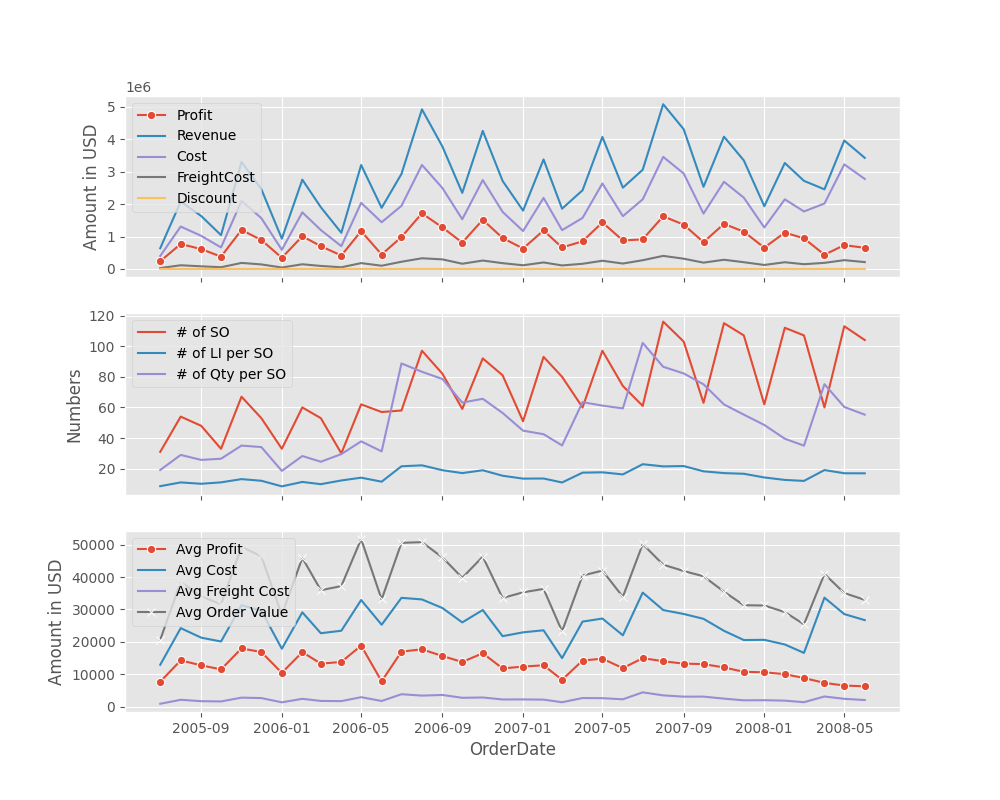 1e6
5
4
3
2
1
0
Amount in USD
Profit
Revenue
Cost
FreightCost
Discount
120
100
80
60
40
20
Numbers
# of SO
# of LI per SO
# of Qty per SO
50000
40000
30000
20000
10000
0
Amount in USD
Avg Profit
Avg Cost
Avg Freight Cost
Avg Order Value
2005-09 2006-01 2006-05 2006-09 2007-01 2007-05 2007-09 2008-01 2008-05
OrderDate